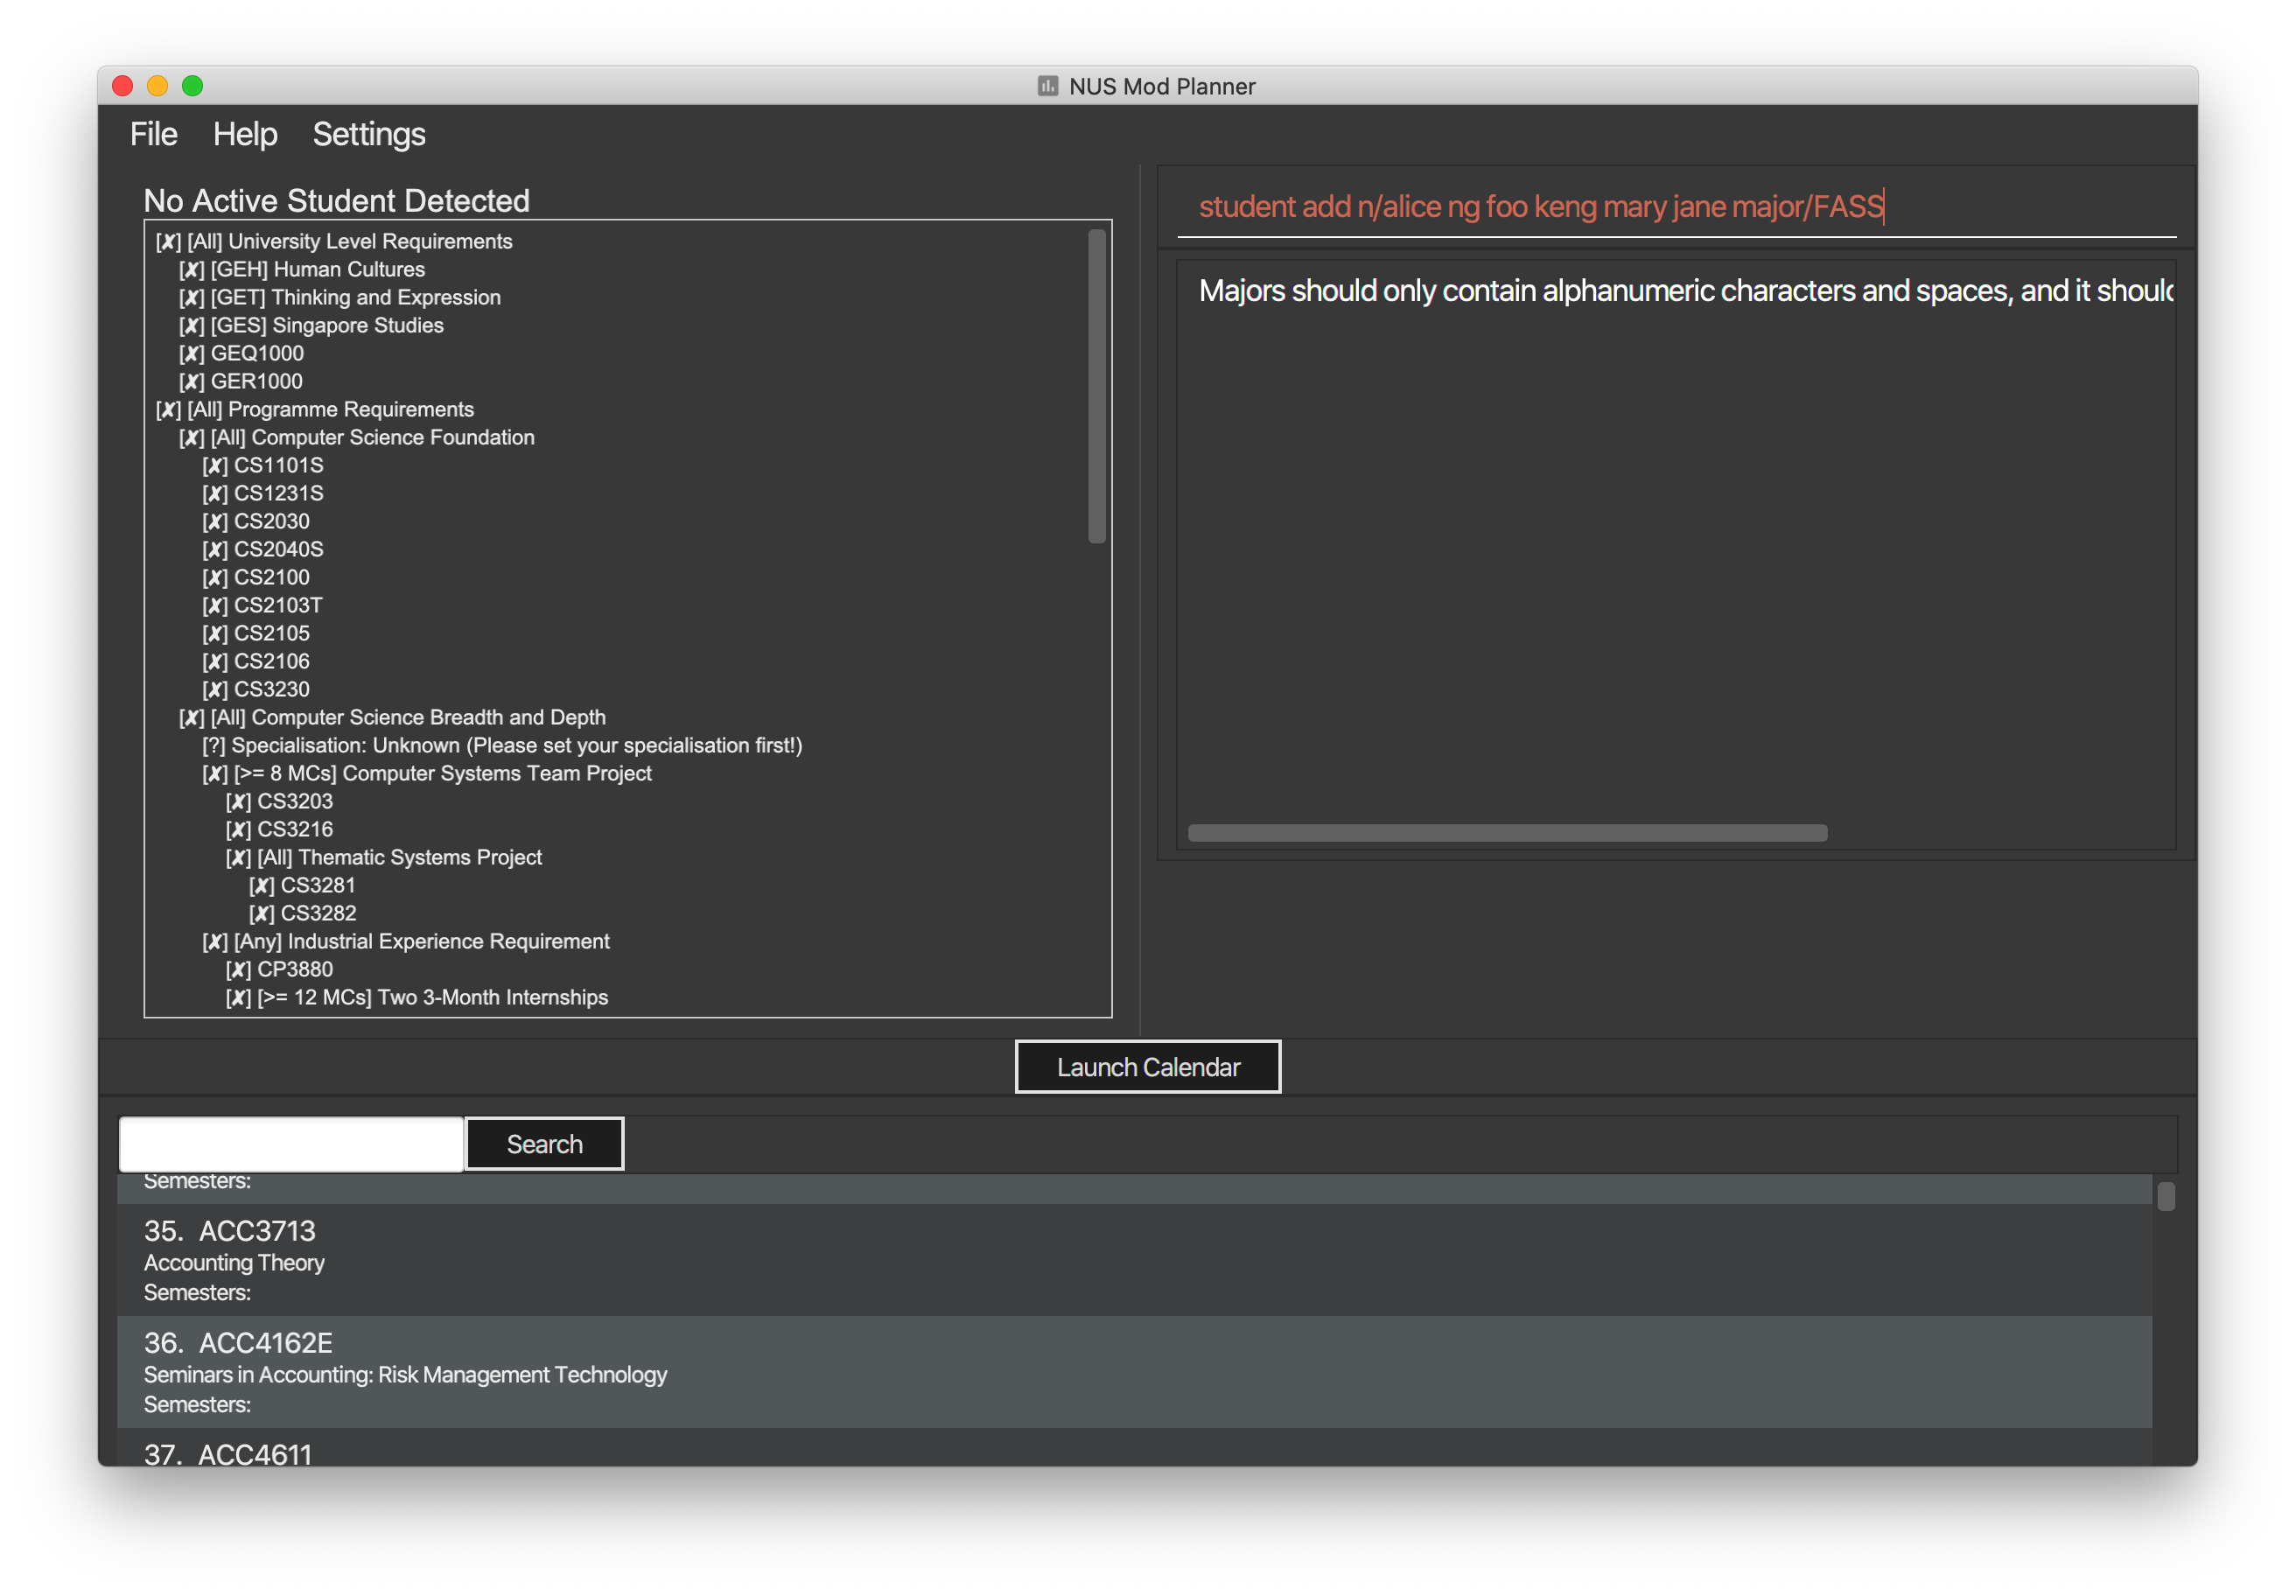 NUS Mod Planner
File Help Settings
No Active Student Detected
[✗] [All] University Level Requirements
[✗] [GEH] Human Cultures
[✗] [GET] Thinking and Expression
[✗] [GES] Singapore Studies
[✗] GEQ1000
[✗] GER1000
[✗] [All] Programme Requirements
[✗] [All] Computer Science Foundation
[✗] CS1101S
[✗] CS1231S
[✗] CS2030
[✗] CS2040S
[✗] CS2100
[✗] CS2103T
[✗] CS2105
[✗] CS2106
[✗] CS3230
[✗] [All] Computer Science Breadth and Depth
[?] Specialisation: Unknown (Please set your specialisation first!)
[✗] [>= 8 MCs] Computer Systems Team Project
[✗] CS3203
[✗] CS3216
[✗] [All] Thematic Systems Project
[✗] CS3281
[✗] CS3282
[✗] [Any] Industrial Experience Requirement
[✗] CP3880
[✗] [>= 12 MCs] Two 3-Month Internships
student add n/alice ng foo keng mary jane major/FASS
Majors should only contain alphanumeric characters and spaces, and it should
Launch Calendar
Search
Semesters:
35. ACC3713
Accounting Theory
Semesters:
36. ACC4162E
Seminars in Accounting: Risk Management Technology
Semesters:
37. ACC4611